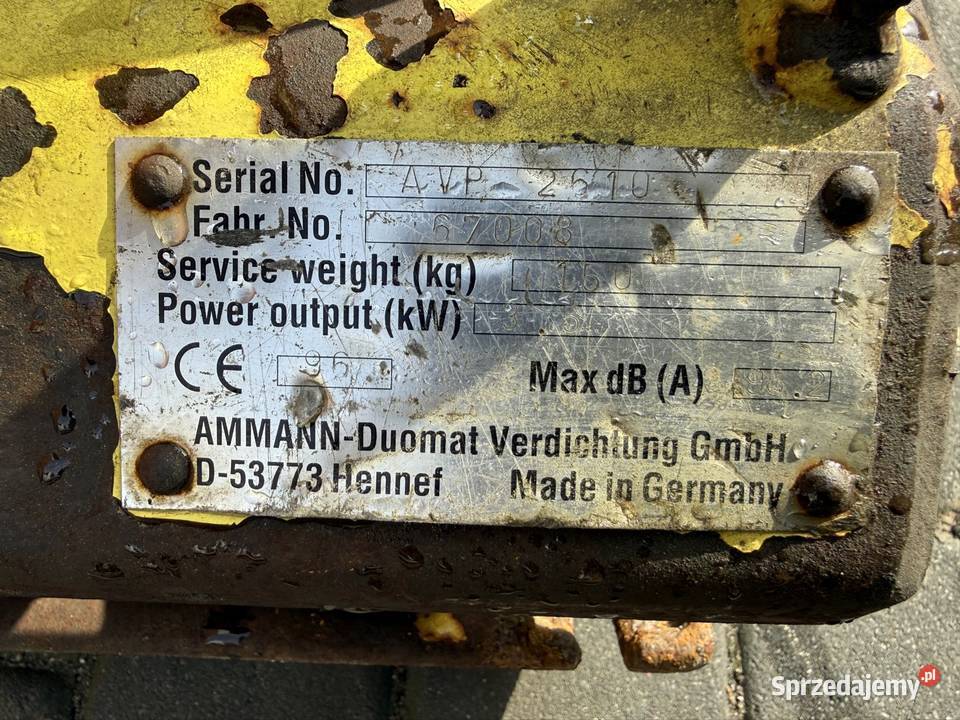 Serial No. AVP 2610
Fahr. No. 67008
Service weight (kg) 160
Power output (kW)
CE 96
Max dB (A)
AMMANN-Duomat Verdichtung GmbH
D-53773 Hennef Made in Germany
Sprzedajemy.pl